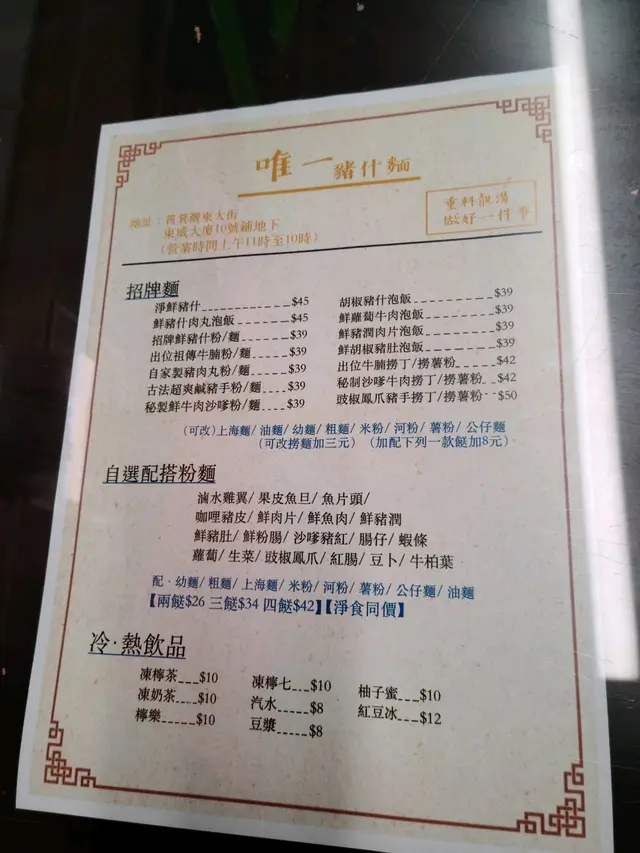 唯一豬什麵
地址：筲箕灣東大街
東威大廈10號鋪地下
(營業時間上午11時至10時)
重料靚湯
做好一件事
招牌麵
淨鮮豬什 $45
鮮豬什肉丸泡飯 $45
招牌鮮豬什粉/麵 $39
出位祖傳牛腩粉/麵 $39
自家製豬肉丸粉/麵 $39
古法超爽鹹豬手粉/麵 $39
秘製鮮牛肉沙嗲粉/麵 $39
胡椒豬什泡飯 $39
鮮蘿蔔牛肉泡飯 $39
鮮豬潤肉片泡飯 $39
鮮胡椒豬肚泡飯 $39
出位牛腩撈丁/撈薯粉 $42
秘制沙嗲牛肉撈丁/撈薯粉 $42
豉椒鳳爪豬手撈丁/撈薯粉 $50
(可改)上海麵/油麵/幼麵/粗麵/米粉/河粉/薯粉/公仔麵
(可改撈麵加三元) (加配下列一款餸加8元)
自選配搭粉麵
滷水雞翼/果皮魚旦/魚片頭/
咖喱豬皮/鮮肉片/鮮魚肉/鮮豬潤
鮮豬肚/鮮粉腸/沙嗲豬紅/腸仔/蝦條
蘿蔔/生菜/豉椒鳳爪/紅腸/豆卜/牛柏葉
配·幼麵/粗麵/上海麵/米粉/河粉/薯粉/公仔麵/油麵
【兩餸$26 三餸$34 四餸$42】【淨食同價】
冷·熱飲品
凍檸茶 $10
凍奶茶 $10
檸樂 $10
凍檸七 $10
汽水 $8
豆漿 $8
柚子蜜 $10
紅豆冰 $12